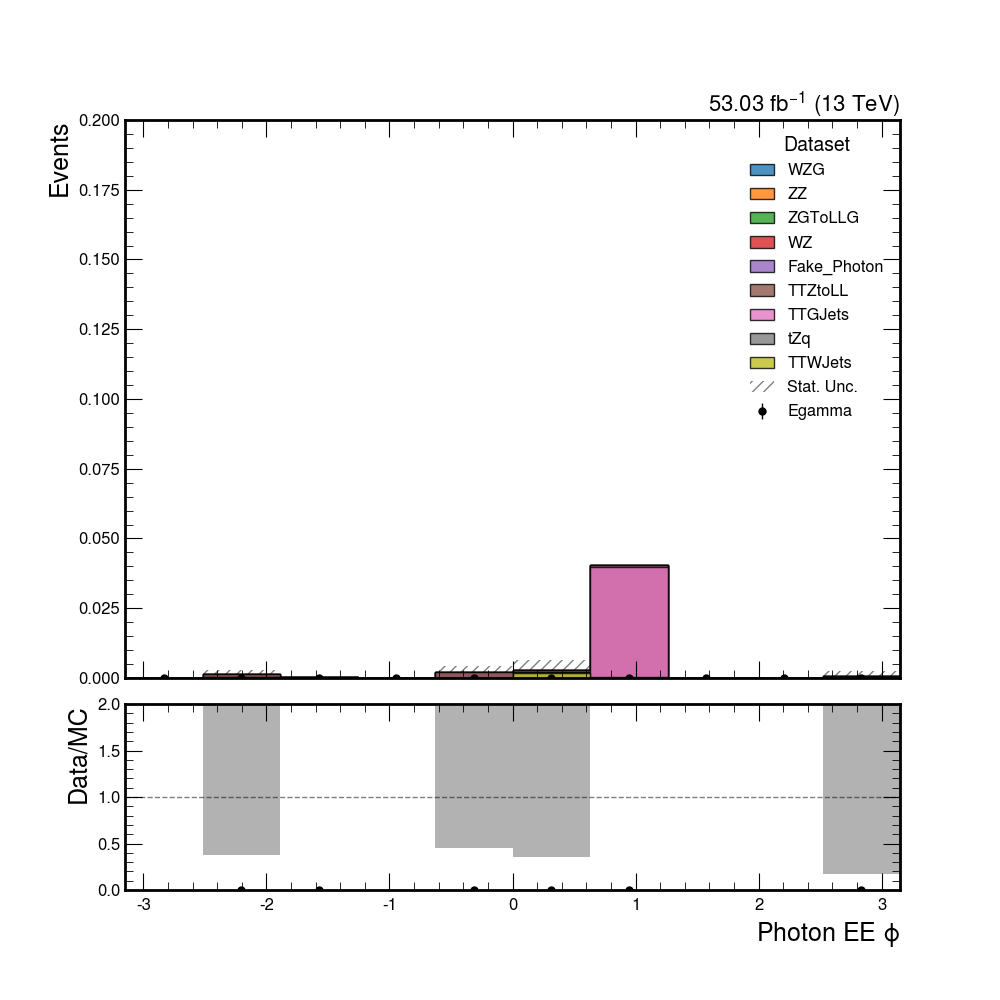 53.03 fb⁻¹ (13 TeV)
Events
0.200
0.175
0.150
0.125
0.100
0.075
0.050
0.025
0.000
Dataset
WZG
ZZ
ZGToLLG
WZ
Fake_Photon
TTZtoLL
TTGJets
tZq
TTWJets
Stat. Unc.
Egamma
Data/MC
2.0
1.5
1.0
0.5
0.0
-3 -2 -1 0 1 2 3
Photon EE ϕ